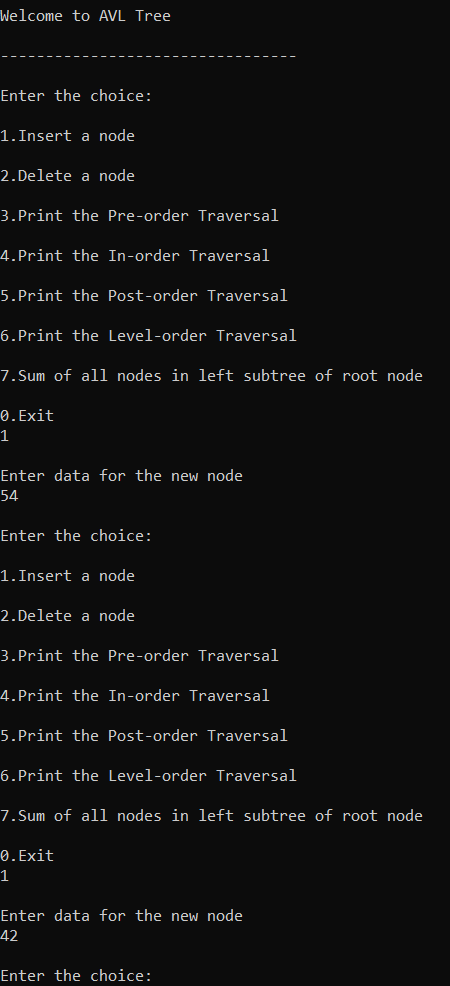 Welcome to AVL Tree
---------------------------------
Enter the choice:
1.Insert a node
2.Delete a node
3.Print the Pre-order Traversal
4.Print the In-order Traversal
5.Print the Post-order Traversal
6.Print the Level-order Traversal
7.Sum of all nodes in left subtree of root node
0.Exit
1
Enter data for the new node
54
Enter the choice:
1.Insert a node
2.Delete a node
3.Print the Pre-order Traversal
4.Print the In-order Traversal
5.Print the Post-order Traversal
6.Print the Level-order Traversal
7.Sum of all nodes in left subtree of root node
0.Exit
1
Enter data for the new node
42
Enter the choice: